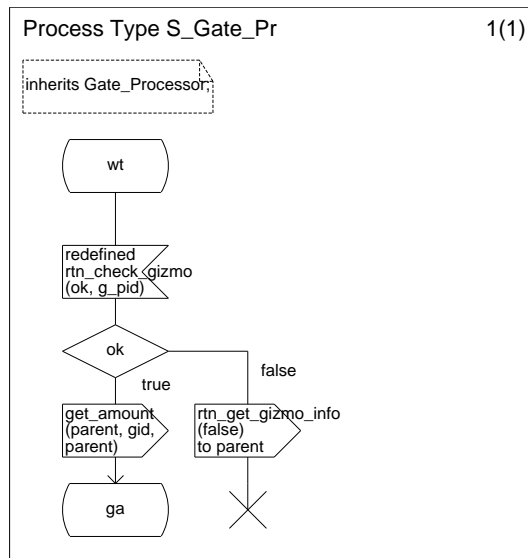 Process Type S_Gate_Pr 1(1)
inherits Gate_Processor;
wt
redefined
rtn_check_gizmo
(ok, g_pid)
ok
false
true
get_amount
(parent, gid,
parent)
rtn_get_gizmo_info
(false)
to parent
ga